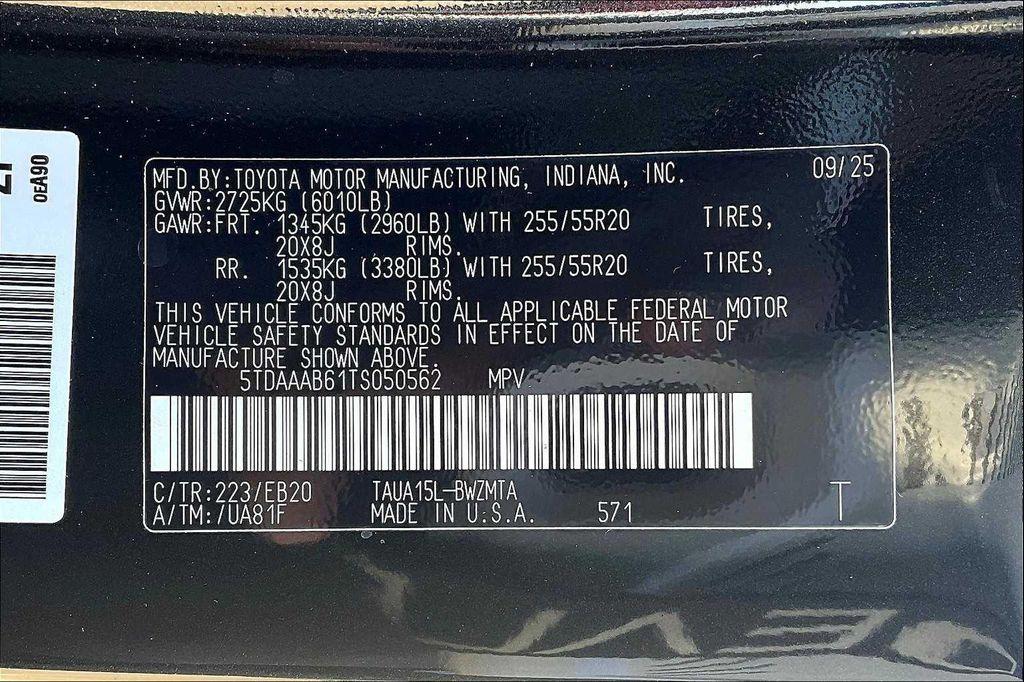 0EA90
MFD.BY:TOYOTA MOTOR MANUFACTURING, INDIANA, INC. 09/25
GVWR:2725KG (6010LB)
GAWR:FRT. 1345KG (2960LB) WITH 255/55R20 TIRES,
20X8J RIMS.
RR. 1535KG (3380LB) WITH 255/55R20 TIRES,
20X8J RIMS.
THIS VEHICLE CONFORMS TO ALL APPLICABLE FEDERAL MOTOR
VEHICLE SAFETY STANDARDS IN EFFECT ON THE DATE OF
MANUFACTURE SHOWN ABOVE.
5TDAAAB61TS050562 MPV
C/TR:223/EB20 TAUA15L-BWZMTA
A/TM:/UA81F MADE IN U.S.A. 571 T